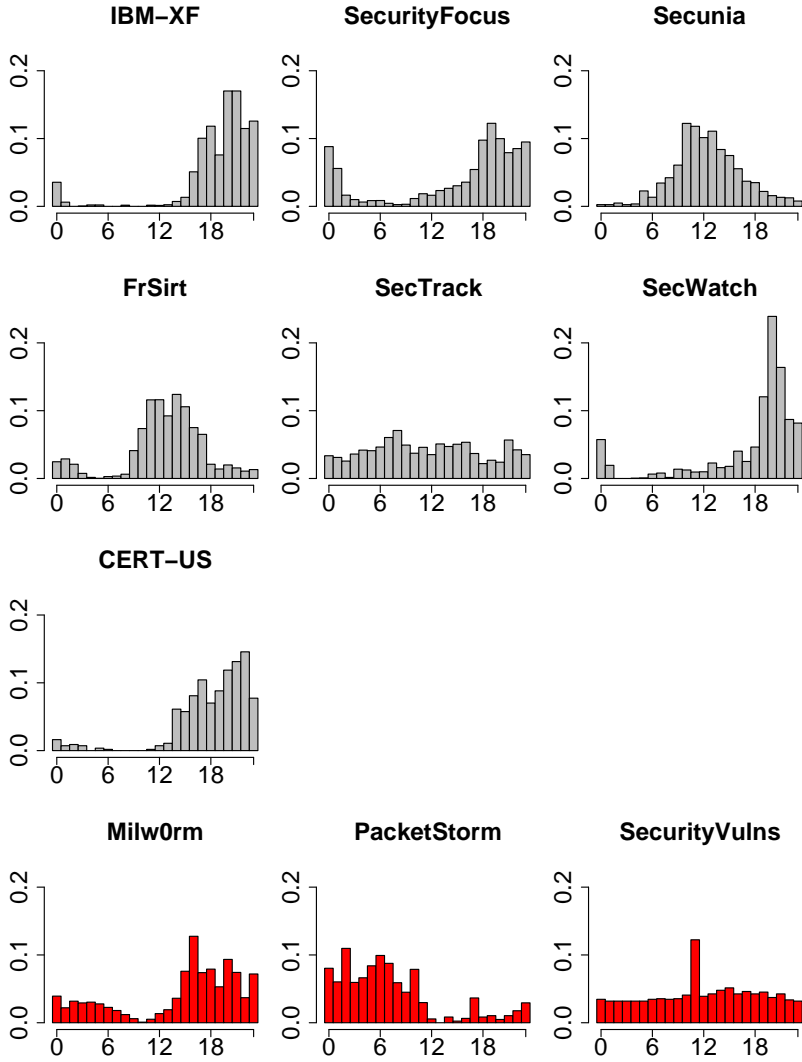 IBM−XF SecurityFocus Secunia
0.0 0.1 0.2 0.0 0.1 0.2 0.0 0.1 0.2
0 6 12 18 0 6 12 18 0 6 12 18
FrSirt SecTrack SecWatch
0.0 0.1 0.2 0.0 0.1 0.2 0.0 0.1 0.2
0 6 12 18 0 6 12 18 0 6 12 18
CERT−US
0.0 0.1 0.2
0 6 12 18
Milw0rm PacketStorm SecurityVulns
0.0 0.1 0.2 0.0 0.1 0.2 0.0 0.1 0.2
0 6 12 18 0 6 12 18 0 6 12 18